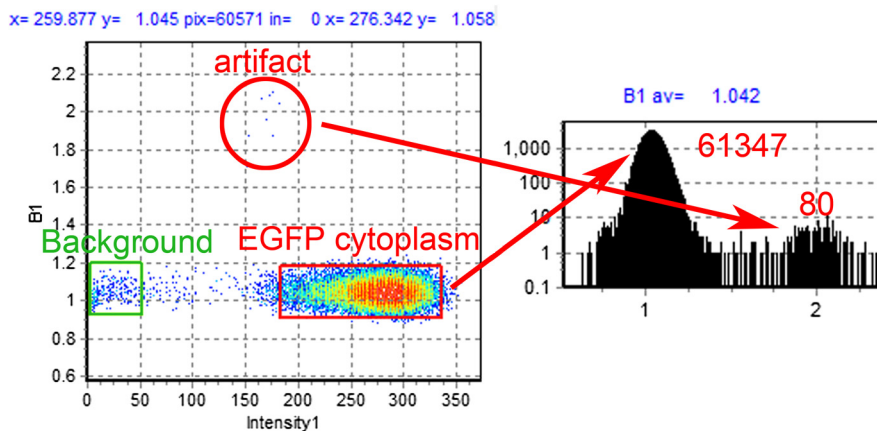 x= 259.877 y= 1.045 pix=60571 in= 0 x= 276.342 y= 1.058
artifact
2.2
2
1.8
1.6
1.4
1.2
1
0.8
0.6
B1
Background
EGFP cytoplasm
0 50 100 150 200 250 300 350
Intensity1
B1 av= 1.042
1,000
100
10
1
0.1
61347
80
1 2